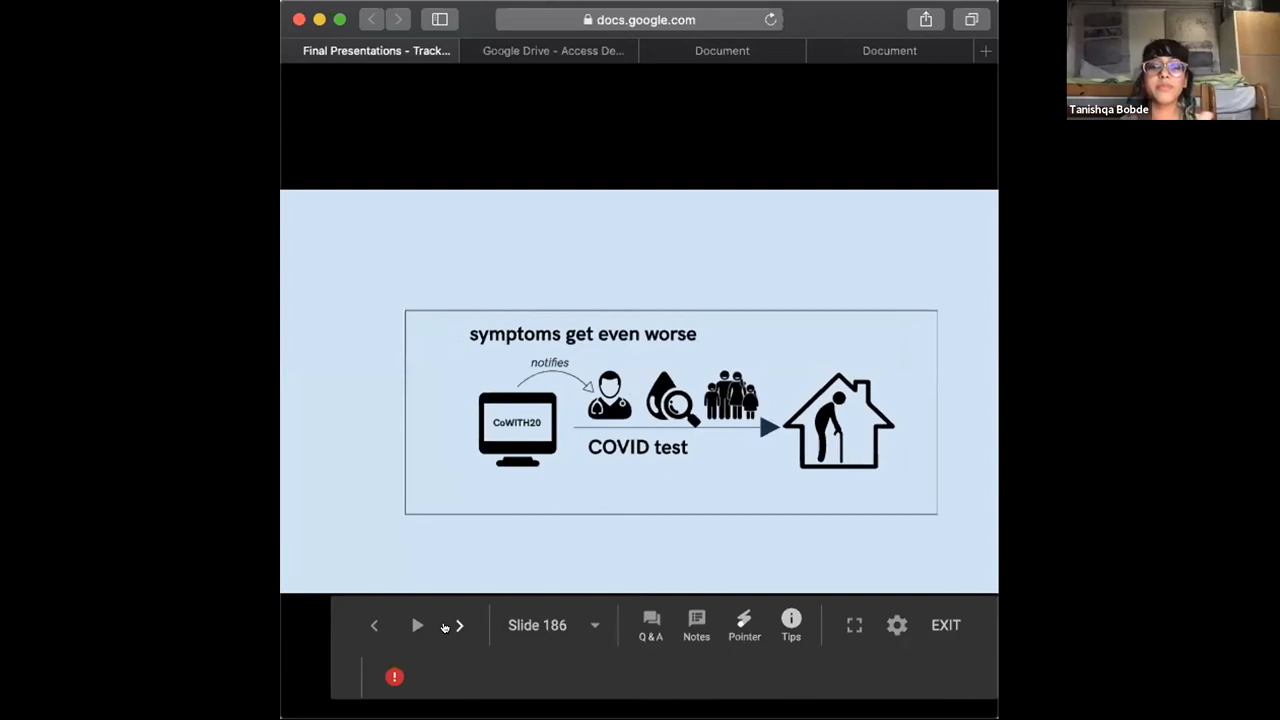 docs.google.com
Final Presentations - Track...
Google Drive - Access De...
Document
Document
Tanishqa Bobde
symptoms get even worse
notifies
CoWITH20
COVID test
Slide 186
Q & A
Notes
Pointer
Tips
EXIT